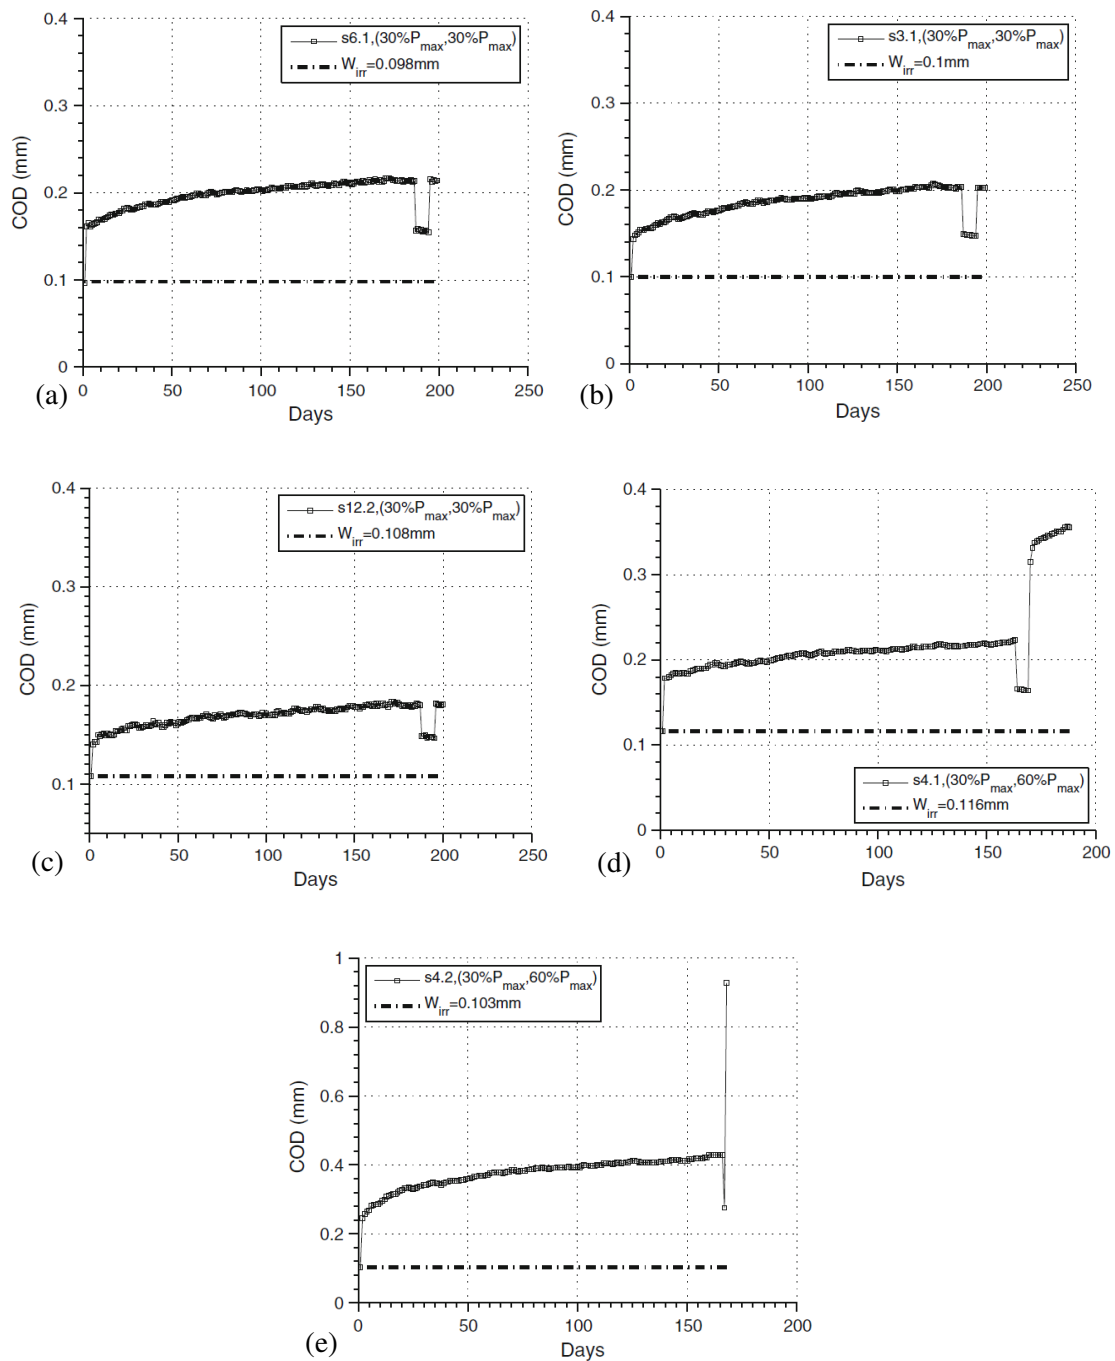 0.4
0.3
0.2
0.1
0
COD (mm)
s6.1,(30%Pmax,30%Pmax)
Wirr=0.098mm
0 50 100 150 200 250
Days
(a)
0.4
0.3
0.2
0.1
0
COD (mm)
s3.1,(30%Pmax,30%Pmax)
Wirr=0.1mm
0 50 100 150 200 250
Days
(b)
0.4
0.3
0.2
0.1
COD (mm)
s12.2,(30%Pmax,30%Pmax)
Wirr=0.108mm
0 50 100 150 200 250
Days
(c)
0.4
0.3
0.2
0.1
0
COD (mm)
s4.1,(30%Pmax,60%Pmax)
Wirr=0.116mm
0 50 100 150 200
Days
(d)
1
0.8
0.6
0.4
0.2
0
COD (mm)
s4.2,(30%Pmax,60%Pmax)
Wirr=0.103mm
0 50 100 150 200
Days
(e)